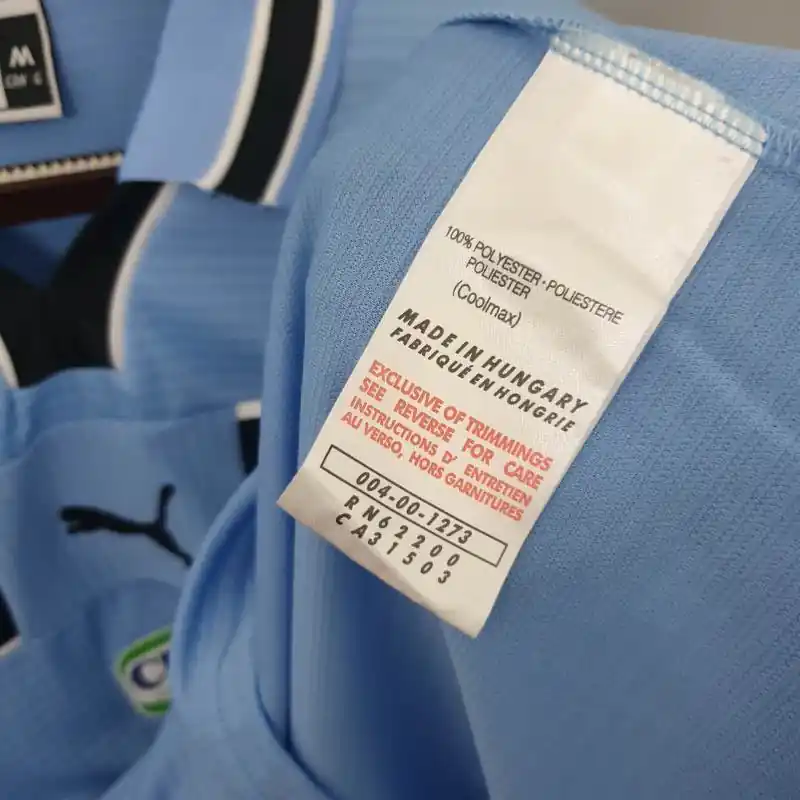 100% POLYESTER·POLIESTERE
POLIESTER
(Coolmax)
MADE IN HUNGARY
FABRIQUÉ EN HONGRIE
EXCLUSIVE OF TRIMMINGS
SEE REVERSE FOR CARE
INSTRUCTIONS D' ENTRETIEN
AU VERSO, HORS GARNITURES
004-00-1273
RN62200
CA31503